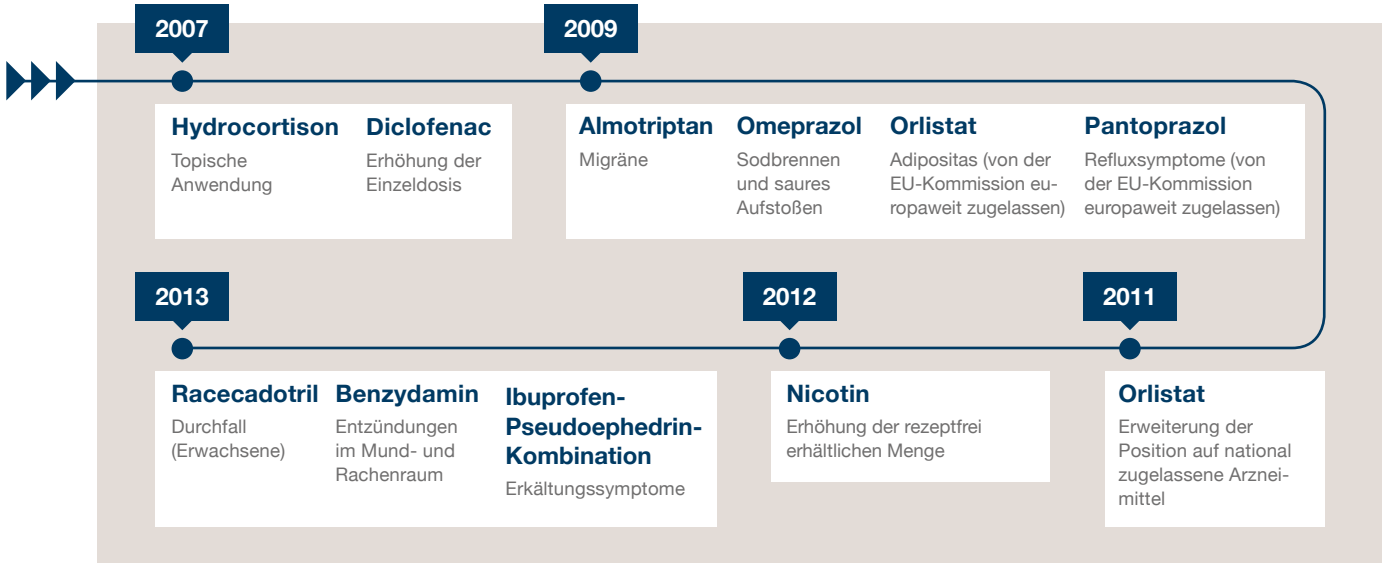 2007
Hydrocortison
Topische
Anwendung
Diclofenac
Erhöhung der
Einzeldosis
2009
Almotriptan
Migräne
Omeprazol
Sodbrennen
und saures
Aufstoßen
Orlistat
Adipositas (von der
EU-Kommission eu-
ropaweit zugelassen)
Pantoprazol
Refluxsymptome (von
der EU-Kommission
europaweit zugelassen)
2011
Orlistat
Erweiterung der
Position auf national
zugelassene Arznei-
mittel
2012
Nicotin
Erhöhung der rezeptfrei
erhältlichen Menge
2013
Racecadotril
Durchfall
(Erwachsene)
Benzydamin
Entzündungen
im Mund- und
Rachenraum
Ibuprofen-
Pseudoephedrin-
Kombination
Erkältungssymptome